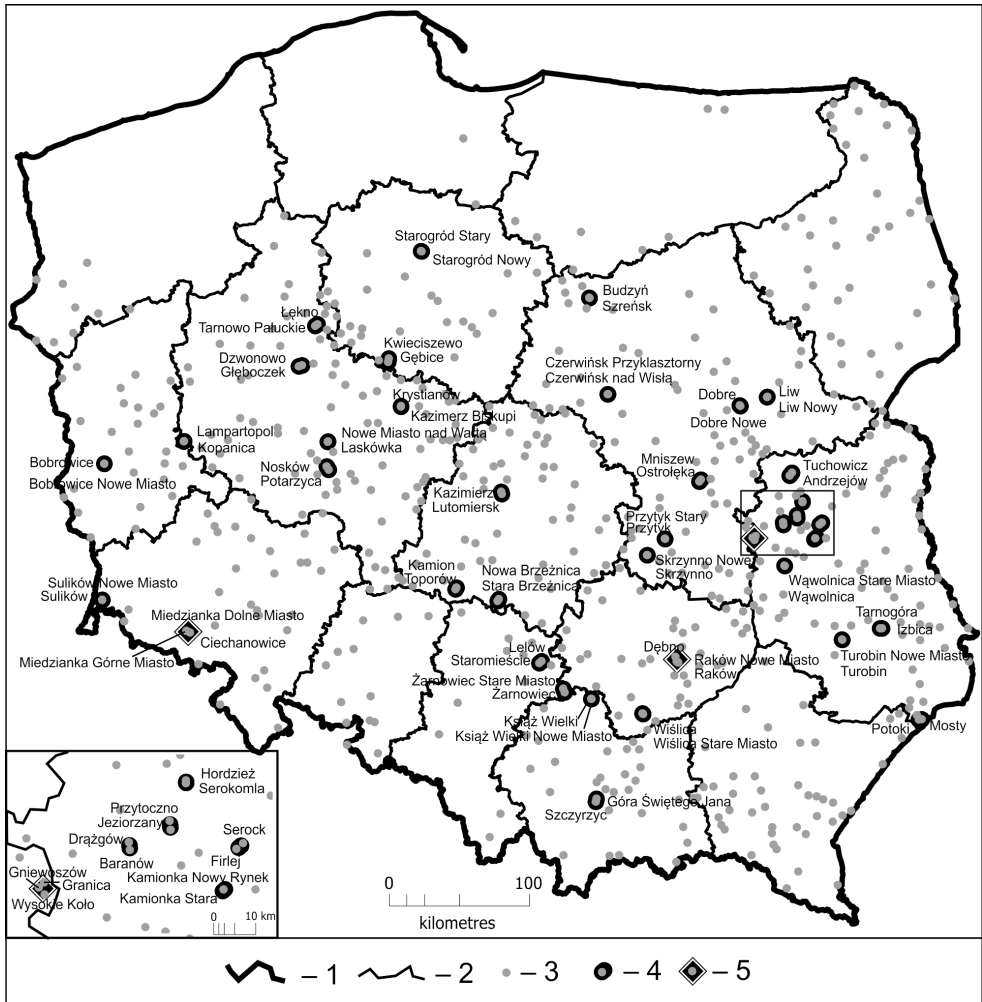 Starogród Stary
Starogród Nowy
Budzyń
Szreńsk
Łękno
Tarnowo Pałuckie
Kwieciszewo
Gębice
Dzwonowo
Głęboczek
Czerwińsk Przyklasztorny
Czerwińsk nad Wisłą
Krystianów
Kazimierz Biskupi
Dobre
Dobre Nowe
Liw
Liw Nowy
Lampartopol
Kopanica
Nowe Miasto nad Wartą
Laskówka
Bobrowice
Bobrowice Nowe Miasto
Nosków
Potarzyca
Mniszew
Ostrołęka
Tuchowicz
Andrzejów
Kazimierz
Lutomiersk
Przytyk Stary
Przytyk
Skrzynno Nowe
Skrzynno
Kamion
Toporów
Nowa Brzeźnica
Stara Brzeźnica
Wąwolnica Stare Miasto
Wąwolnica
Sulików Nowe Miasto
Sulików
Miedzianka Dolne Miasto
Ciechanowice
Miedzianka Górne Miasto
Tarnogóra
Izbica
Turobin Nowe Miasto
Turobin
Lelów
Staromieście
Dębno
Raków Nowe Miasto
Raków
Żarnowiec Stare Miasto
Żarnowiec
Książ Wielki
Książ Wielki Nowe Miasto
Wiślica
Wiślica Stare Miasto
Potoki
Mosty
Szczyrzyc
Góra Świętego Jana
Hordzież
Serokomla
Przytoczno
Jeziorzany
Drążgów
Baranów
Serock
Firlej
Gniewoszów
Granica
Wysokie Koło
Kamionka Nowy Rynek
Kamionka Stara
0 10 km
0 100
kilometres
– 1 – 2 – 3 – 4 – 5